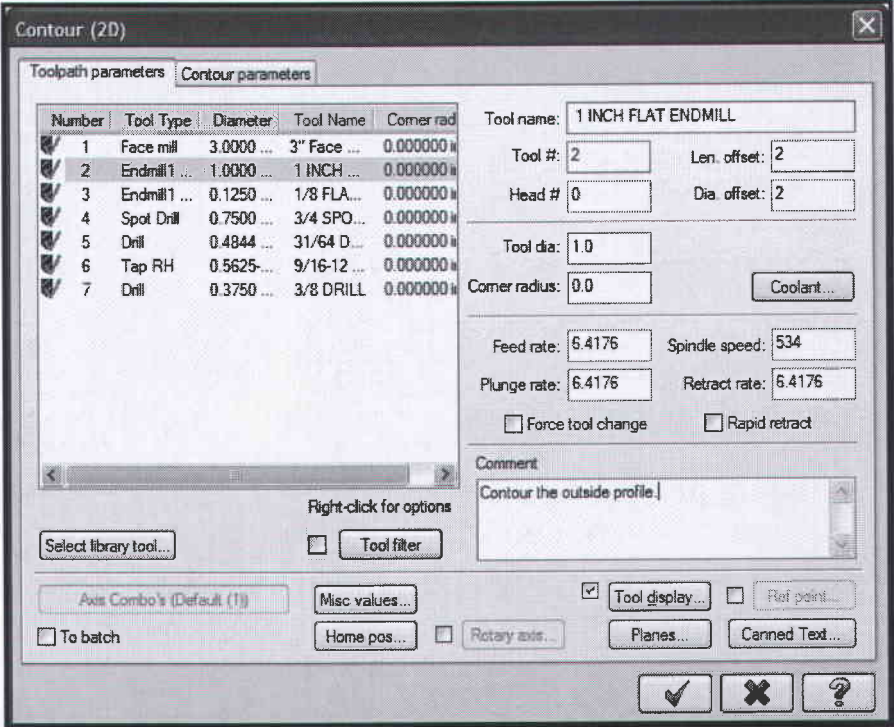 Contour (2D)
Toolpath parameters Contour parameters
Number Tool Type Diameter Tool Name Corner rad
1 Face mill 3.0000 ... 3" Face ... 0.000000 i
2 Endmill1 ... 1.0000 ... 1 INCH ... 0.000000 i
3 Endmill1 ... 0.1250 ... 1/8 FLA... 0.000000 i
4 Spot Drill 0.7500 ... 3/4 SPO... 0.000000 i
5 Drill 0.4844 ... 31/64 D... 0.000000 i
6 Tap RH 0.5625-... 9/16-12 ... 0.000000 i
7 Drill 0.3750 ... 3/8 DRILL 0.000000 i
Right-click for options
Select library tool... Tool filter
Tool name: 1 INCH FLAT ENDMILL
Tool #: 2 Len. offset: 2
Head # 0 Dia. offset: 2
Tool dia: 1.0
Corner radius: 0.0 Coolant...
Feed rate: 6.4176 Spindle speed: 534
Plunge rate: 6.4176 Retract rate: 6.4176
Force tool change Rapid retract
Comment
Contour the outside profile.
Axis Combo's (Default (1)) Misc values... Tool display... Ref point...
To batch Home pos... Rotary axis... Planes... Canned Text...